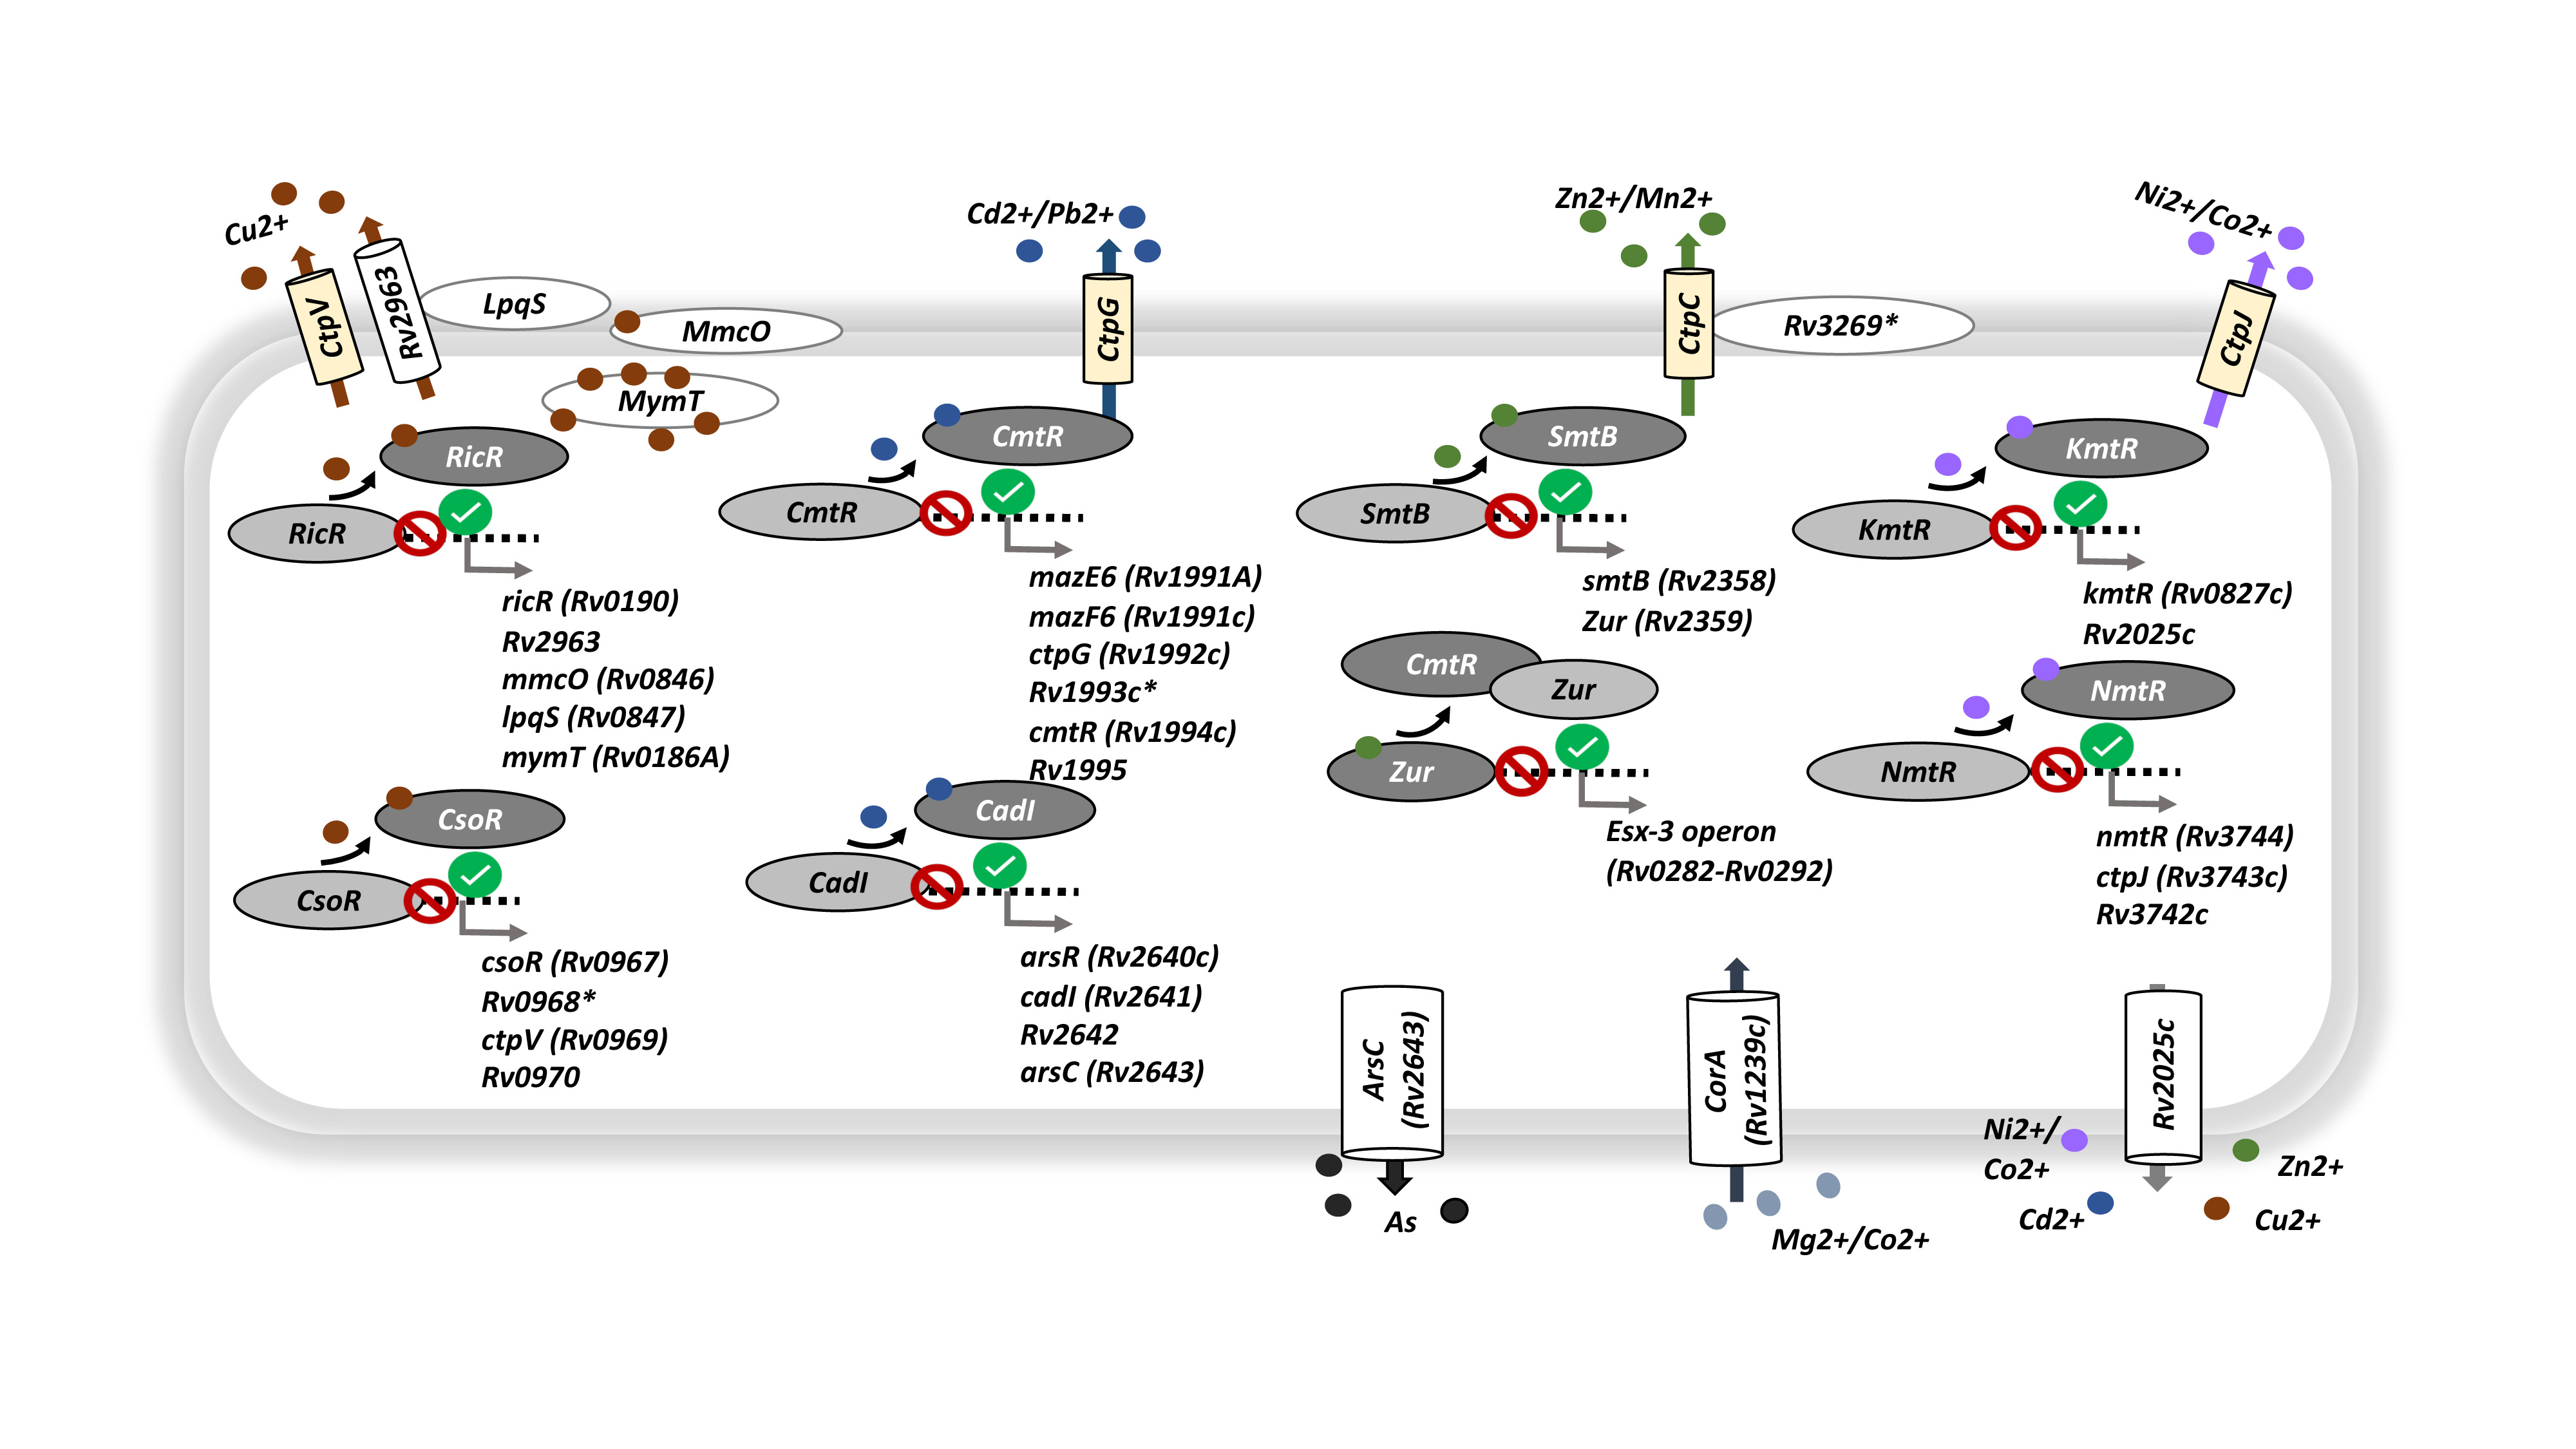 Cu2+
CtpV
Rv2963
LpqS
MmcO
MymT
Cd2+/Pb2+
CtpG
Zn2+/Mn2+
CtpC
Rv3269*
Ni2+/Co2+
CtpJ
RicR
RicR
ricR (Rv0190)
Rv2963
mmcO (Rv0846)
lpqS (Rv0847)
mymT (Rv0186A)
CsoR
CsoR
csoR (Rv0967)
Rv0968*
ctpV (Rv0969)
Rv0970
CmtR
CmtR
mazE6 (Rv1991A)
mazF6 (Rv1991c)
ctpG (Rv1992c)
Rv1993c*
cmtR (Rv1994c)
Rv1995
CadI
CadI
arsR (Rv2640c)
cadI (Rv2641)
Rv2642
arsC (Rv2643)
SmtB
SmtB
smtB (Rv2358)
Zur (Rv2359)
CmtR
Zur
Zur
Esx-3 operon
(Rv0282-Rv0292)
KmtR
KmtR
kmtR (Rv0827c)
Rv2025c
NmtR
NmtR
nmtR (Rv3744)
ctpJ (Rv3743c)
Rv3742c
ArsC
(Rv2643)
As
CorA
(Rv1239c)
Mg2+/Co2+
Rv2025c
Ni2+/
Co2+
Cd2+
Zn2+
Cu2+